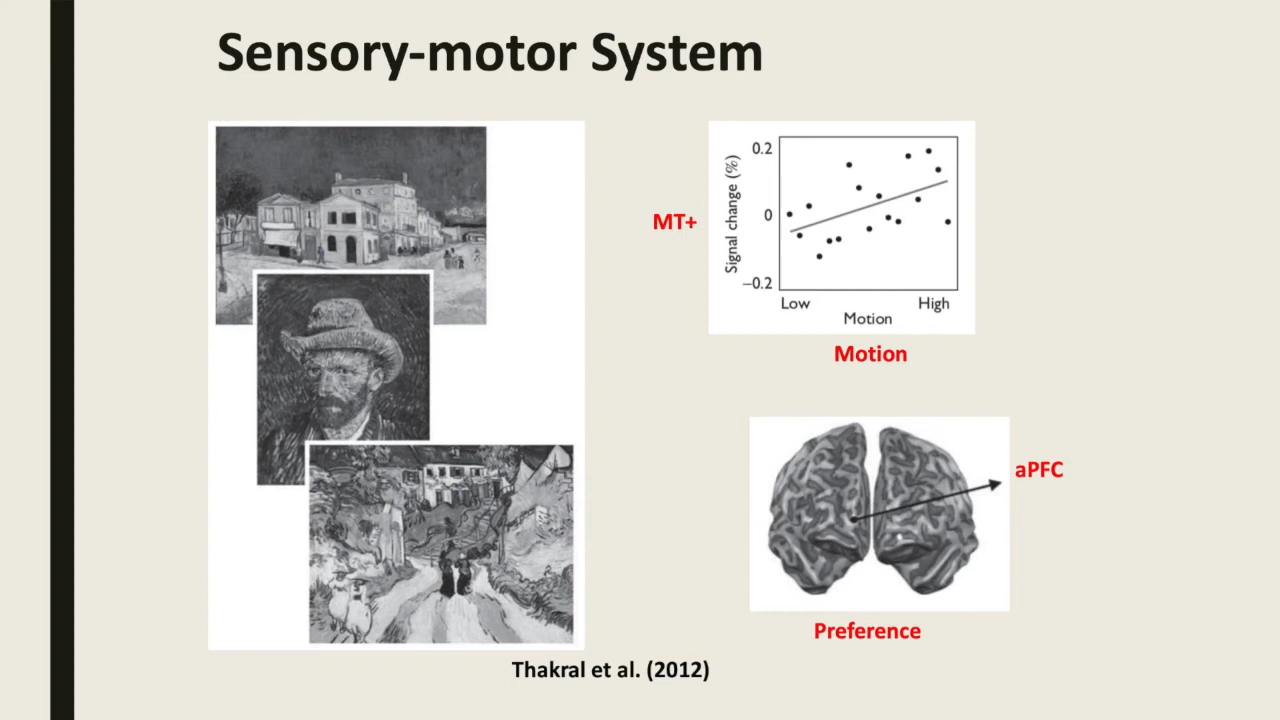 Sensory-motor System
MT+
Signal change (%)
0.2
0
−0.2
Low
High
Motion
Motion
aPFC
Preference
Thakral et al. (2012)